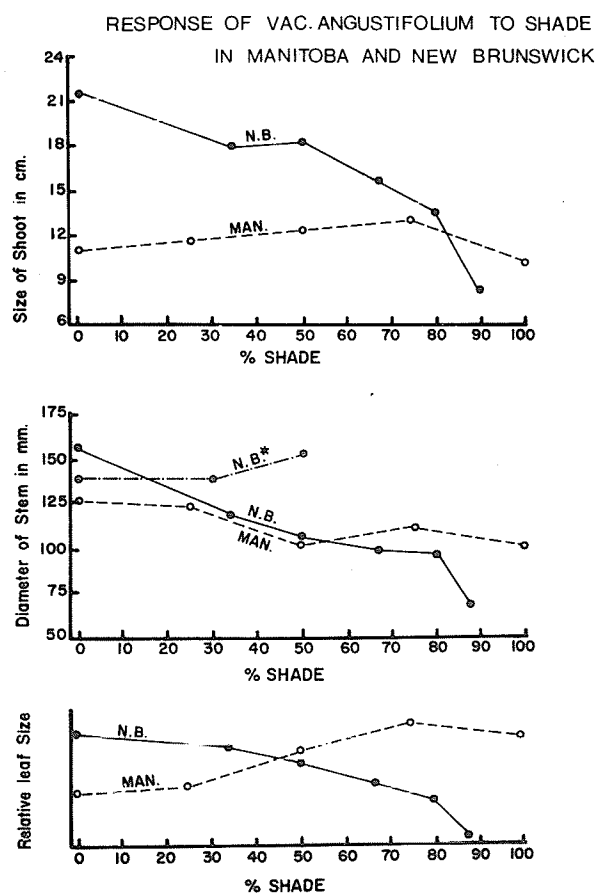 RESPONSE OF VAC. ANGUSTIFOLIUM TO SHADE
IN MANITOBA AND NEW BRUNSWICK
Size of Shoot in cm.
24
21
18
15
12
9
6
N.B.
MAN.
0 10 20 30 40 50 60 70 80 90 100
% SHADE
Diameter of Stem in mm.
175
150
125
100
75
50
N.B.*
N.B.
MAN.
0 10 20 30 40 50 60 70 80 90 100
% SHADE
Relative leaf Size
N.B.
MAN.
0 10 20 30 40 50 60 70 80 90 100
% SHADE